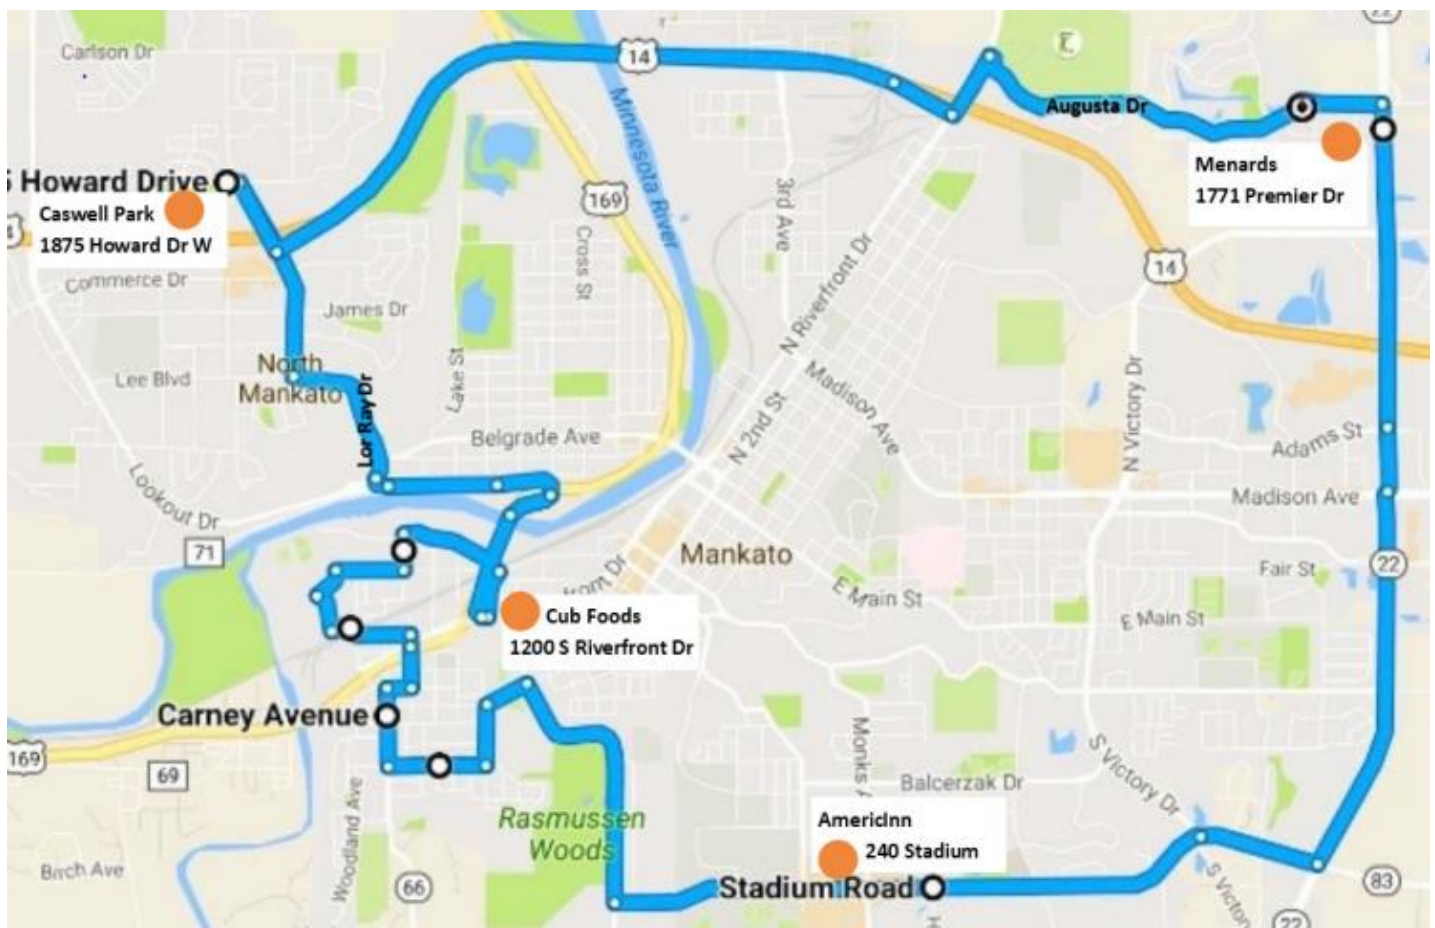 22
Carlson Dr
14
Augusta Dr
Minnesota River
Menards
1771 Premier Dr
Howard Drive
Caswell Park
1875 Howard Dr W
169
3rd Ave
Cross St
N Riverfront Dr
14
Commerce Dr
James Dr
North
Mankato
Lee Blvd
Lor Ray Dr
Lake St
Madison Ave
N 2nd St
N Victory Dr
Belgrade Ave
Adams St
Lookout Dr
Madison Ave
71
Mankato
22
Fair St
E Main St
E Main St
Cub Foods
1200 S Riverfront Dr
Carney Avenue
169
69
Monks
S Victory Dr
Balcerzak Dr
Woodland Ave
Rasmussen
Woods
AmericInn
240 Stadium
Birch Ave
66
Stadium Road
83
S Victor
22